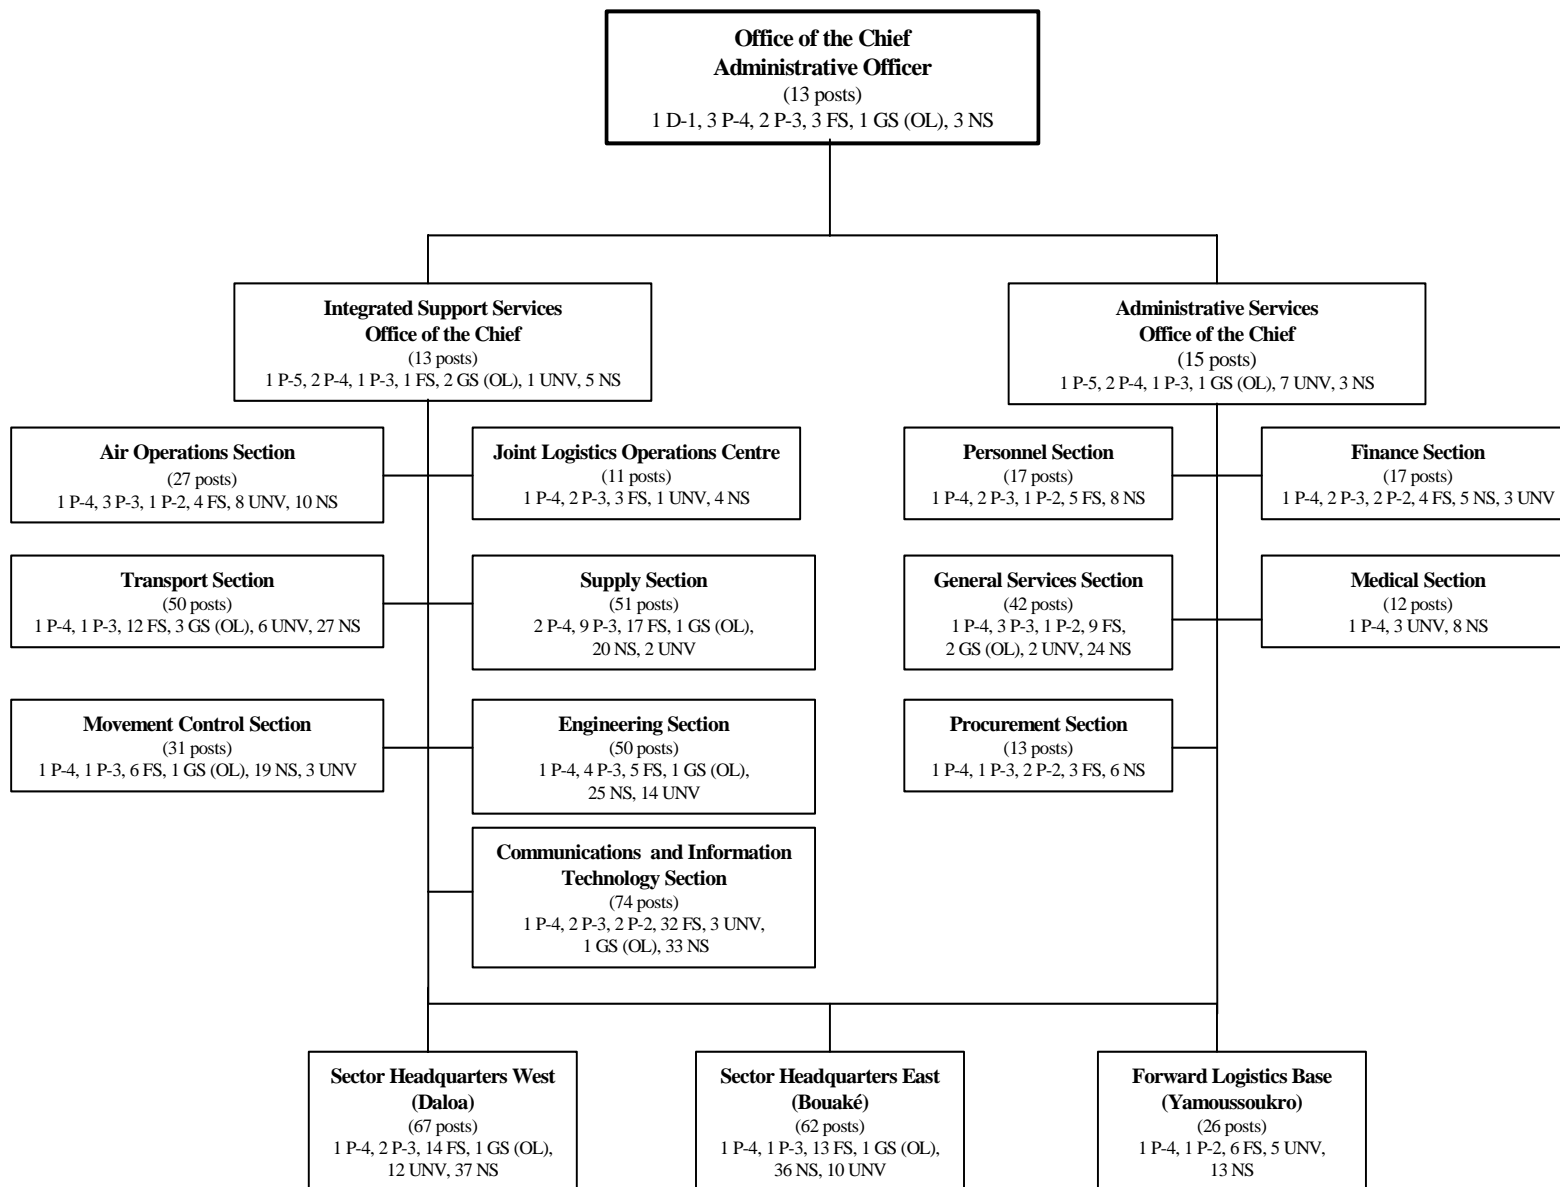 Office of the Chief
Administrative Officer
(13 posts)
1 D-1, 3 P-4, 2 P-3, 3 FS, 1 GS (OL), 3 NS
Integrated Support Services
Office of the Chief
(13 posts)
1 P-5, 2 P-4, 1 P-3, 1 FS, 2 GS (OL), 1 UNV, 5 NS
Administrative Services
Office of the Chief
(15 posts)
1 P-5, 2 P-4, 1 P-3, 1 GS (OL), 7 UNV, 3 NS
Air Operations Section
(27 posts)
1 P-4, 3 P-3, 1 P-2, 4 FS, 8 UNV, 10 NS
Joint Logistics Operations Centre
(11 posts)
1 P-4, 2 P-3, 3 FS, 1 UNV, 4 NS
Personnel Section
(17 posts)
1 P-4, 2 P-3, 1 P-2, 5 FS, 8 NS
Finance Section
(17 posts)
1 P-4, 2 P-3, 2 P-2, 4 FS, 5 NS, 3 UNV
Transport Section
(50 posts)
1 P-4, 1 P-3, 12 FS, 3 GS (OL), 6 UNV, 27 NS
Supply Section
(51 posts)
2 P-4, 9 P-3, 17 FS, 1 GS (OL),
20 NS, 2 UNV
General Services Section
(42 posts)
1 P-4, 3 P-3, 1 P-2, 9 FS,
2 GS (OL), 2 UNV, 24 NS
Medical Section
(12 posts)
1 P-4, 3 UNV, 8 NS
Movement Control Section
(31 posts)
1 P-4, 1 P-3, 6 FS, 1 GS (OL), 19 NS, 3 UNV
Engineering Section
(50 posts)
1 P-4, 4 P-3, 5 FS, 1 GS (OL),
25 NS, 14 UNV
Procurement Section
(13 posts)
1 P-4, 1 P-3, 2 P-2, 3 FS, 6 NS
Communications and Information
Technology Section
(74 posts)
1 P-4, 2 P-3, 2 P-2, 32 FS, 3 UNV,
1 GS (OL), 33 NS
Sector Headquarters West
(Daloa)
(67 posts)
1 P-4, 2 P-3, 14 FS, 1 GS (OL),
12 UNV, 37 NS
Sector Headquarters East
(Bouaké)
(62 posts)
1 P-4, 1 P-3, 13 FS, 1 GS (OL),
36 NS, 10 UNV
Forward Logistics Base
(Yamoussoukro)
(26 posts)
1 P-4, 1 P-2, 6 FS, 5 UNV,
13 NS